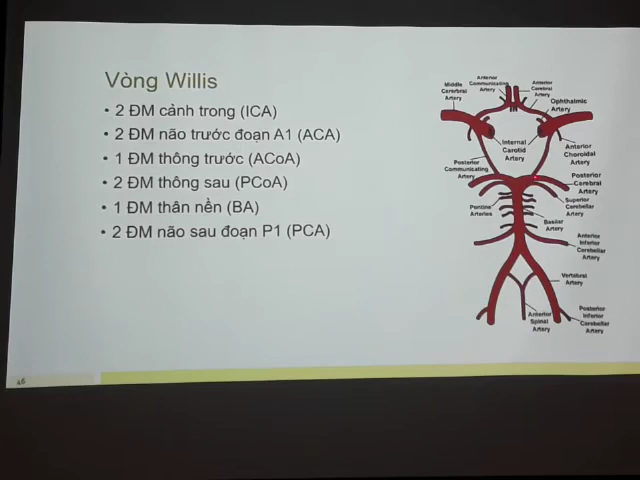 Vòng Willis
• 2 ĐM cảnh trong (ICA)
• 2 ĐM não trước đoạn A1 (ACA)
• 1 ĐM thông trước (ACoA)
• 2 ĐM thông sau (PCoA)
• 1 ĐM thân nền (BA)
• 2 ĐM não sau đoạn P1 (PCA)
Middle
Cerebral
Artery
Anterior
Communicating
Artery
Anterior
Cerebral
Artery
Ophthalmic
Artery
Internal
Carotid
Artery
Anterior
Choroidal
Artery
Posterior
Communicating
Artery
Posterior
Cerebral
Artery
Pontine
Arteries
Superior
Cerebellar
Artery
Basilar
Artery
Anterior
Inferior
Cerebellar
Artery
Vertebral
Artery
Anterior
Spinal
Artery
Posterior
Inferior
Cerebellar
Artery
46